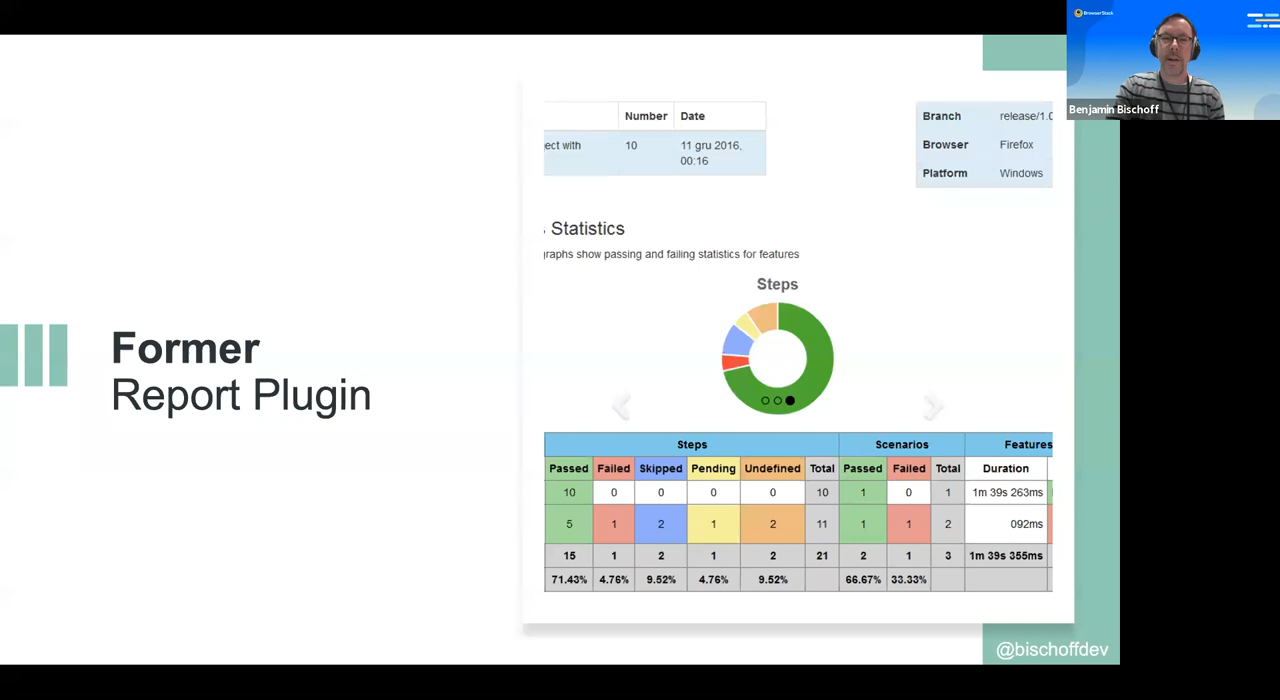 BrowserStack
Benjamin Bischoff
Former
Report Plugin
Number Date
ect with 10 11 gru 2016, 00:16
Branch release/1.0
Browser Firefox
Platform Windows
Statistics
raphs show passing and failing statistics for features
Steps
Steps Scenarios Features
Passed Failed Skipped Pending Undefined Total Passed Failed Total Duration
10 0 0 0 0 10 1 0 1 1m 39s 263ms
5 1 2 1 2 11 1 1 2 092ms
15 1 2 1 2 21 2 1 3 1m 39s 355ms
71.43% 4.76% 9.52% 4.76% 9.52% 66.67% 33.33%
@bischoffdev